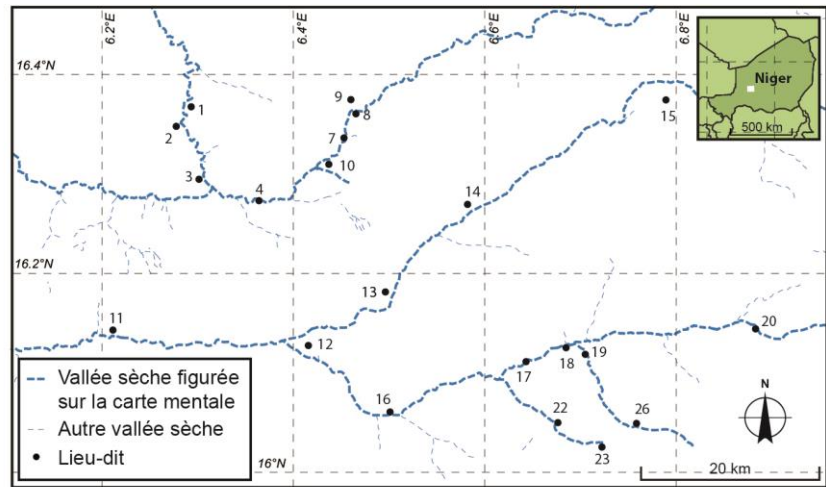 6.2°E
6.4°E
6.6°E
6.8°E
16.4°N
Niger
500 km
9
8
1
2
7
15
10
3
4
14
16.2°N
13
11
12
20
18
19
17
16
22
26
23
16°N
N
20 km
Vallée sèche figurée
sur la carte mentale
Autre vallée sèche
Lieu-dit